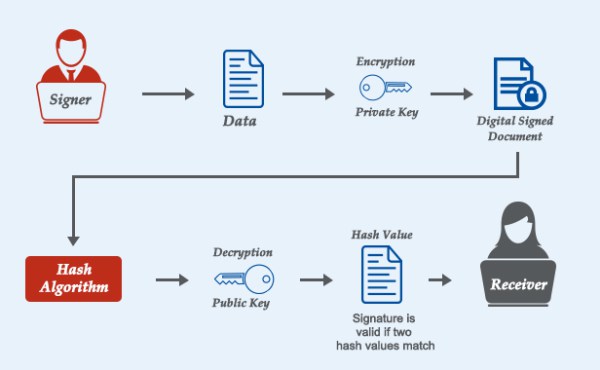 Signer
Data
Encryption
Private Key
Digital Signed
Document
Hash
Algorithm
Decryption
Public Key
Hash Value
Signature is
valid if two
hash values match
Receiver